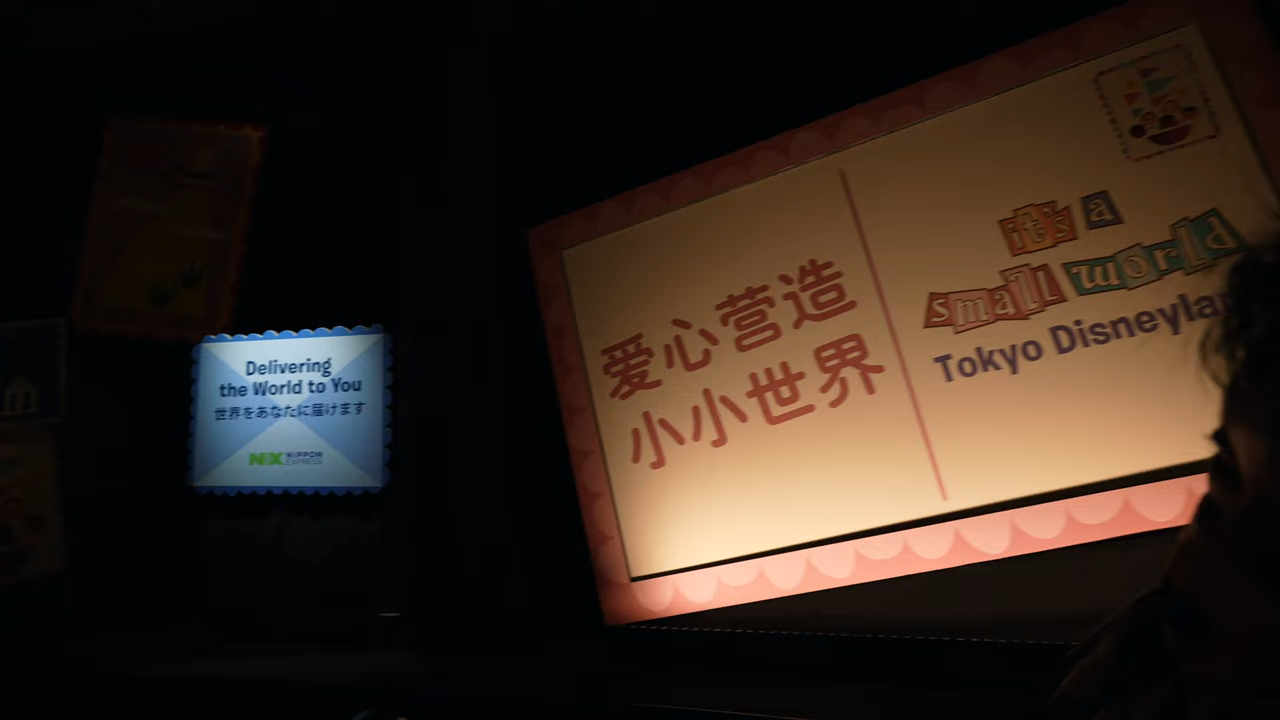 Delivering
the World to You
世界をあなたに届けます
NX NIPPON
EXPRESS
爱心营造
小小世界
it's a
small world
Tokyo Disneylan